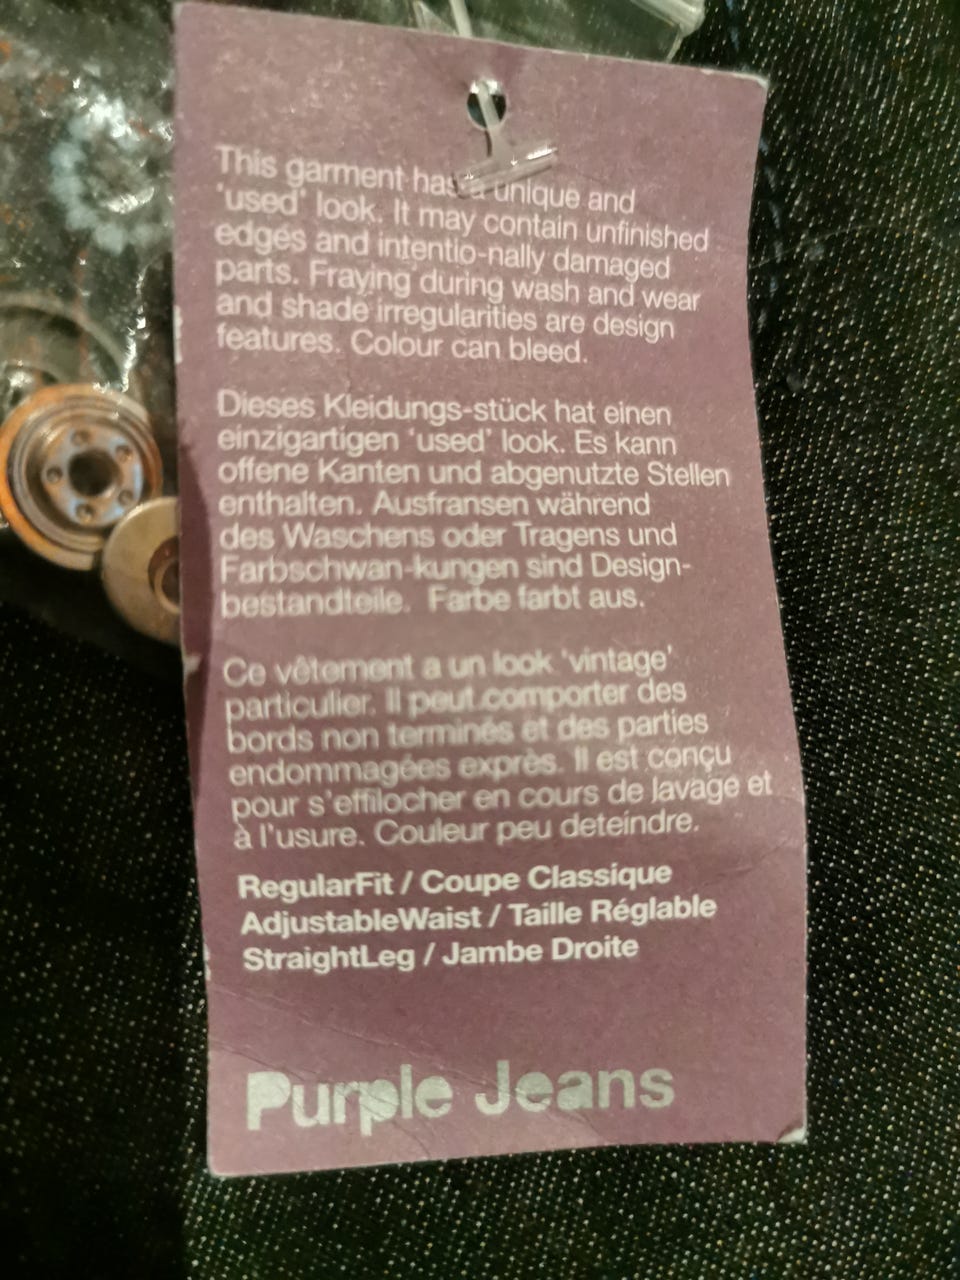 This garment has a unique and
'used' look. It may contain unfinished
edges and intentio-nally damaged
parts. Fraying during wash and wear
and shade irregularities are design
features. Colour can bleed.
Dieses Kleidungs-stück hat einen
einzigartigen 'used' look. Es kann
offene Kanten und abgenutzte Stellen
enthalten. Ausfransen während
des Waschens oder Tragens und
Farbschwan-kungen sind Design-
bestandteile. Farbe farbt aus.
Ce vêtement a un look 'vintage'
particulier. Il peut comporter des
bords non terminés et des parties
endommagées exprès. Il est conçu
pour s'effilocher en cours de lavage et
à l'usure. Couleur peu deteindre.
RegularFit / Coupe Classique
AdjustableWaist / Taille Réglable
StraightLeg / Jambe Droite
Purple Jeans